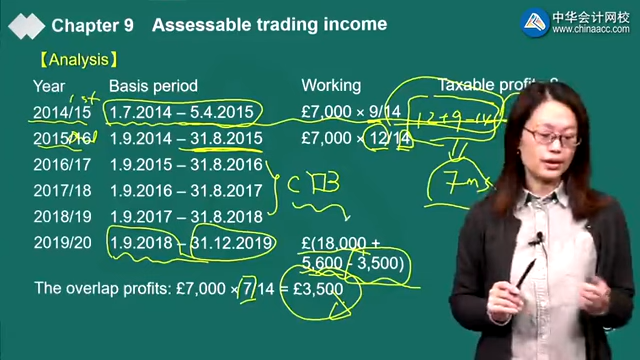 Chapter 9 Assessable trading income
中华会计网校
www.chinaacc.com
【Analysis】
Year Basis period Working Taxable profits £
1st
2014/15 1.7.2014 – 5.4.2015 £7,000 × 9/14
12+9-14
2015/16 1.9.2014 – 31.8.2015 £7,000 × 12/14
2016/17 1.9.2015 – 31.8.2016
7ms
2017/18 1.9.2016 – 31.8.2017
CYB
2018/19 1.9.2017 – 31.8.2018
2019/20 1.9.2018 – 31.12.2019 £(18,000 +
5,600 - 3,500)
The overlap profits: £7,000 × 7/14 = £3,500